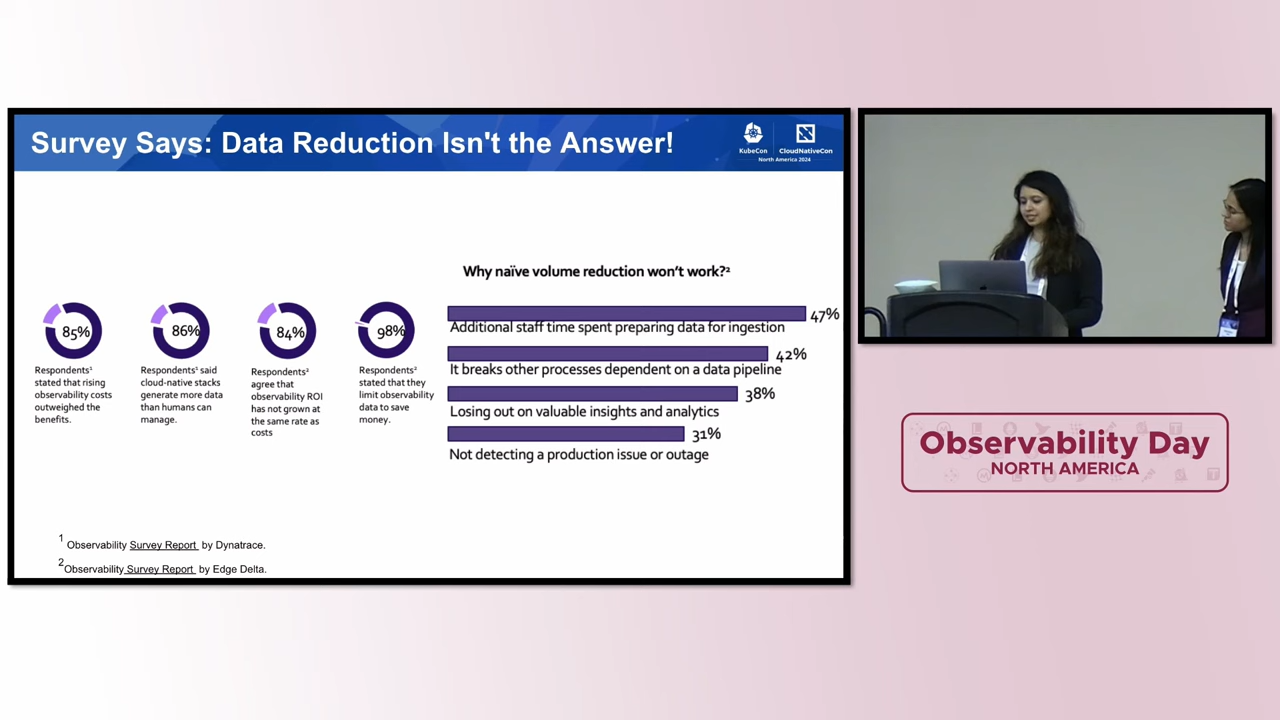 Survey Says: Data Reduction Isn't the Answer!
KubeCon
CloudNativeCon
North America 2024
85%
Respondents¹
stated that rising
observability costs
outweighed the
benefits.
86%
Respondents¹ said
cloud-native stacks
generate more data
than humans can
manage.
84%
Respondents²
agree that
observability ROI
has not grown at
the same rate as
costs
98%
Respondents²
stated that they
limit observability
data to save
money.
Why naïve volume reduction won't work?²
47%
Additional staff time spent preparing data for ingestion
42%
It breaks other processes dependent on a data pipeline
38%
Losing out on valuable insights and analytics
31%
Not detecting a production issue or outage
¹ Observability Survey Report by Dynatrace.
²Observability Survey Report by Edge Delta.
Observability Day
NORTH AMERICA